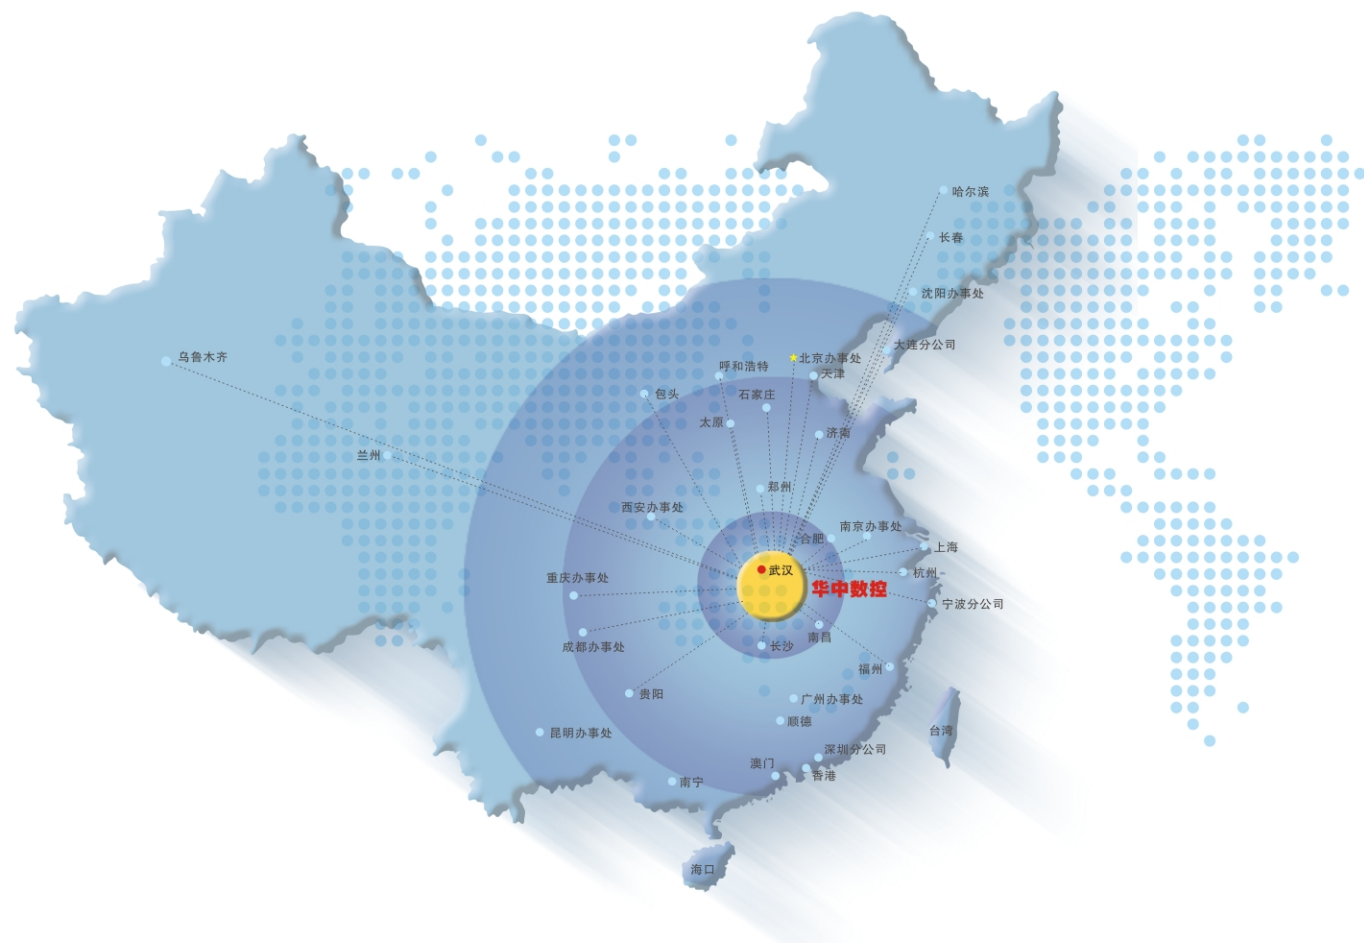 哈尔滨
长春
沈阳办事处
大连分公司
乌鲁木齐
北京办事处
呼和浩特
天津
包头
石家庄
太原
济南
兰州
郑州
西安办事处
南京办事处
合肥
上海
武汉
杭州
重庆办事处
华中数控
宁波分公司
南昌
成都办事处
长沙
福州
贵阳
广州办事处
顺德
昆明办事处
台湾
深圳分公司
澳门
香港
南宁
海口